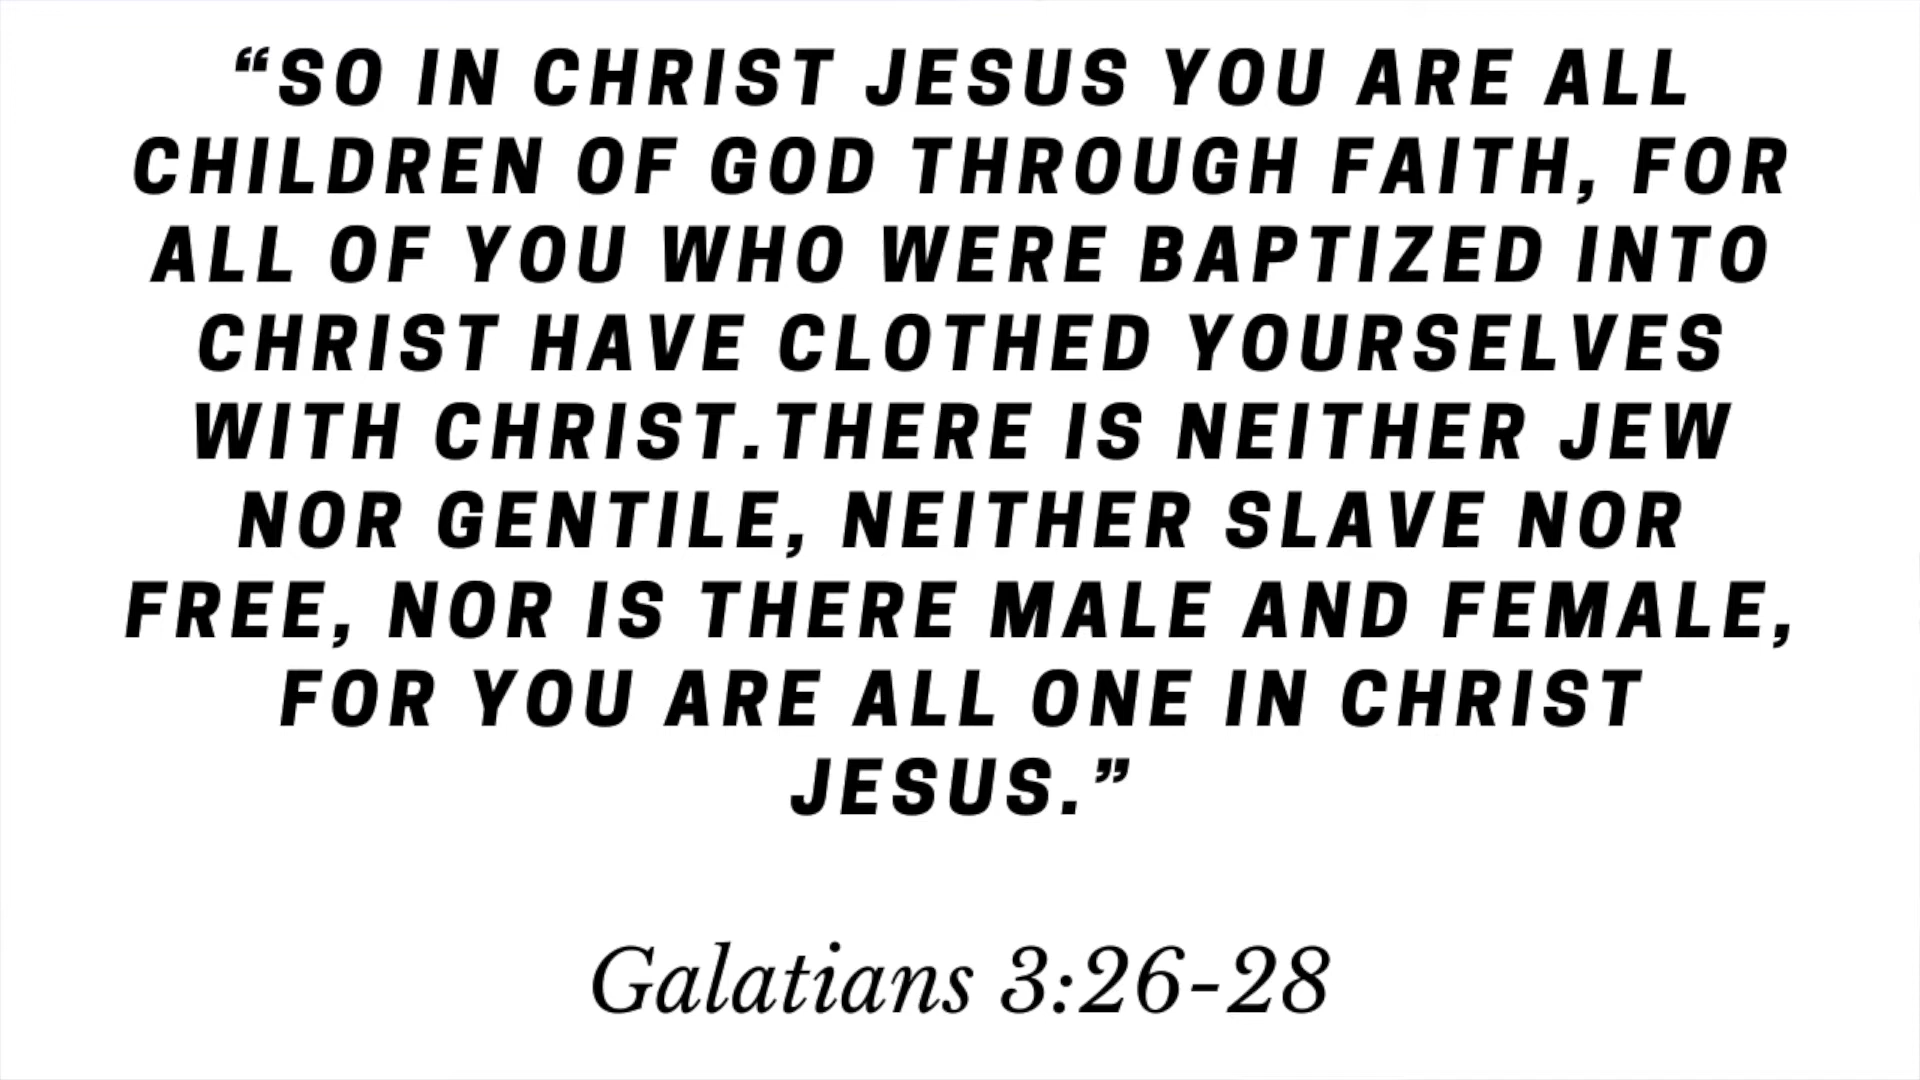 “SO IN CHRIST JESUS YOU ARE ALL
CHILDREN OF GOD THROUGH FAITH, FOR
ALL OF YOU WHO WERE BAPTIZED INTO
CHRIST HAVE CLOTHED YOURSELVES
WITH CHRIST.THERE IS NEITHER JEW
NOR GENTILE, NEITHER SLAVE NOR
FREE, NOR IS THERE MALE AND FEMALE,
FOR YOU ARE ALL ONE IN CHRIST
JESUS.”
Galatians 3:26-28